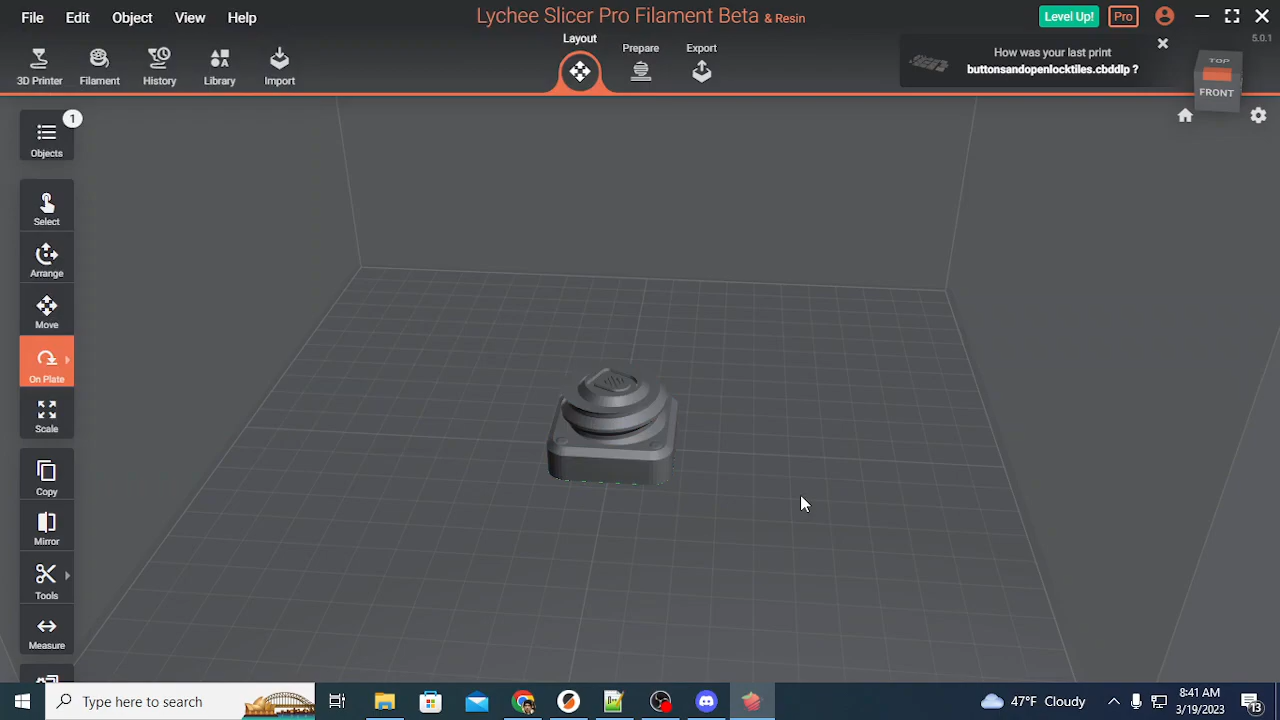 File Edit Object View Help
Lychee Slicer Pro Filament Beta & Resin
Level Up! Pro
5.0.1
Layout
Prepare
Export
3D Printer
Filament
History
Library
Import
How was your last print
buttonsandopenlocktiles.cbddlp ?
TOP
FRONT
1
Objects
Select
Arrange
Move
On Plate
Scale
Copy
Mirror
Tools
Measure
Type here to search
47°F Cloudy
8:41 AM
3/19/2023
13